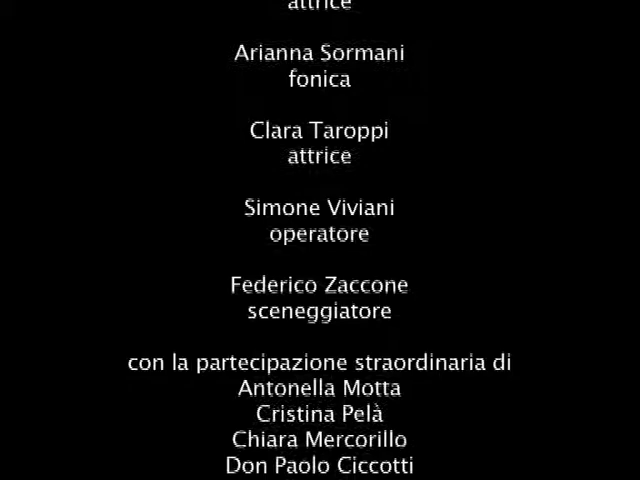 attrice
Arianna Sormani
fonica
Clara Taroppi
attrice
Simone Viviani
operatore
Federico Zaccone
sceneggiatore
con la partecipazione straordinaria di
Antonella Motta
Cristina Pelà
Chiara Mercorillo
Don Paolo Ciccotti